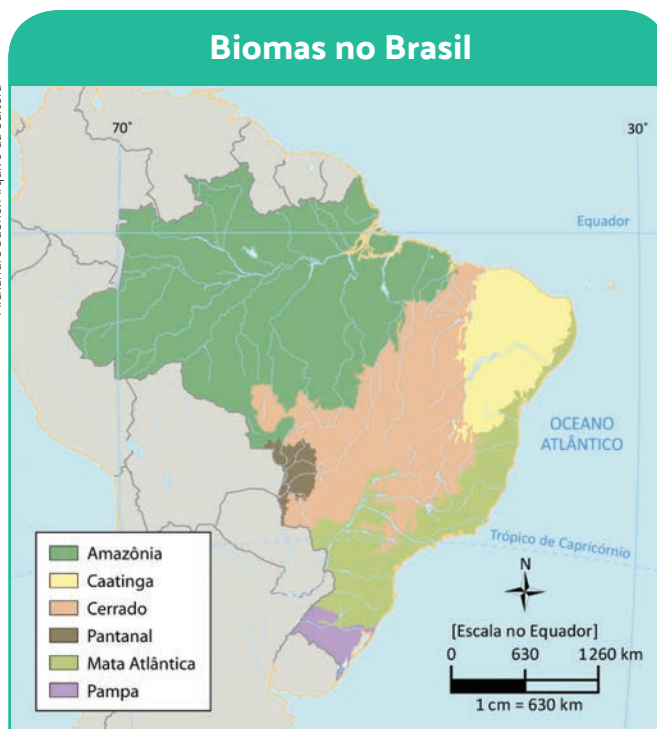 Biomas no Brasil
70°
30°
Equador
OCEANO
ATLÂNTICO
Trópico de Capricórnio
N
Amazônia
Caatinga
Cerrado
Pantanal
Mata Atlântica
Pampa
[Escala no Equador]
0 630 1260 km
1 cm = 630 km